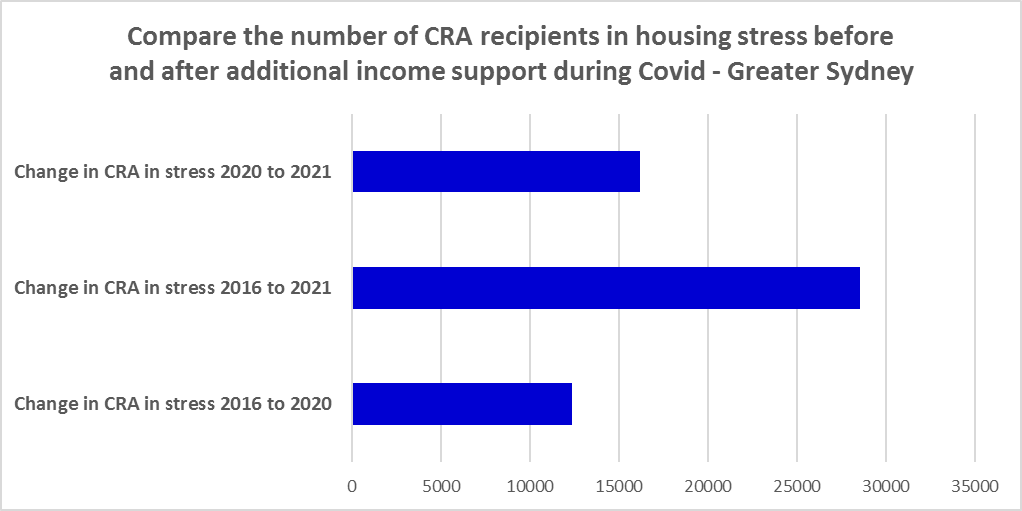 Compare the number of CRA recipients in housing stress before
and after additional income support during Covid - Greater Sydney
Change in CRA in stress 2020 to 2021
Change in CRA in stress 2016 to 2021
Change in CRA in stress 2016 to 2020
0 5000 10000 15000 20000 25000 30000 35000